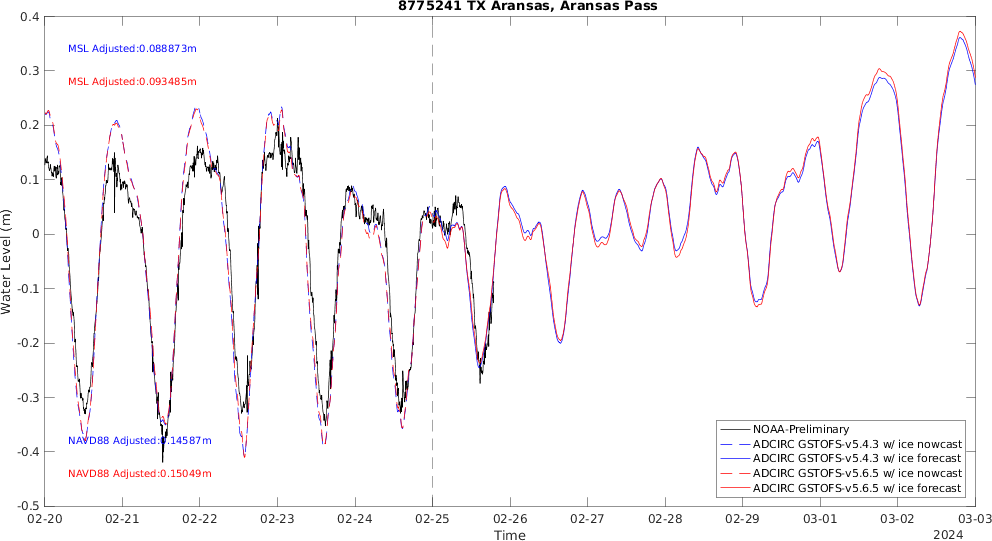 8775241 TX Aransas, Aransas Pass
0.4
0.3
0.2
0.1
0
-0.1
-0.2
-0.3
-0.4
-0.5
Water Level (m)
MSL Adjusted:0.088873m
MSL Adjusted:0.093485m
NAVD88 Adjusted:0.14587m
NAVD88 Adjusted:0.15049m
NOAA-Preliminary
ADCIRC GSTOFS-v5.4.3 w/ ice nowcast
ADCIRC GSTOFS-v5.4.3 w/ ice forecast
ADCIRC GSTOFS-v5.6.5 w/ ice nowcast
ADCIRC GSTOFS-v5.6.5 w/ ice forecast
02-20 02-21 02-22 02-23 02-24 02-25 02-26 02-27 02-28 02-29 03-01 03-02 03-03
Time
2024